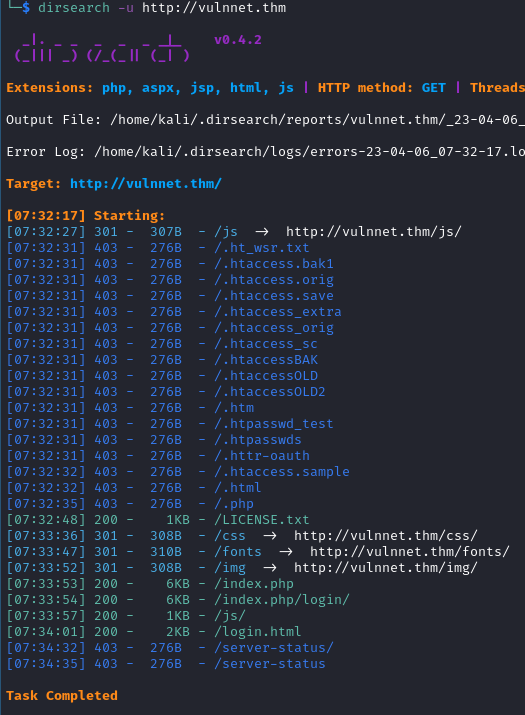 └─$ dirsearch -u http://vulnnet.thm
  _|. _ _  _  _  _ _|_    v0.4.2
 (_||| _) (/_(_|| (_| )
Extensions: php, aspx, jsp, html, js | HTTP method: GET | Threads
Output File: /home/kali/.dirsearch/reports/vulnnet.thm/_23-04-06_
Error Log: /home/kali/.dirsearch/logs/errors-23-04-06_07-32-17.lo
Target: http://vulnnet.thm/
[07:32:17] Starting:
[07:32:27] 301 -  307B  - /js  →  http://vulnnet.thm/js/
[07:32:31] 403 -  276B  - /.ht_wsr.txt
[07:32:31] 403 -  276B  - /.htaccess.bak1
[07:32:31] 403 -  276B  - /.htaccess.orig
[07:32:31] 403 -  276B  - /.htaccess.save
[07:32:31] 403 -  276B  - /.htaccess_extra
[07:32:31] 403 -  276B  - /.htaccess_orig
[07:32:31] 403 -  276B  - /.htaccess_sc
[07:32:31] 403 -  276B  - /.htaccessBAK
[07:32:31] 403 -  276B  - /.htaccessOLD
[07:32:31] 403 -  276B  - /.htaccessOLD2
[07:32:31] 403 -  276B  - /.htm
[07:32:31] 403 -  276B  - /.htpasswd_test
[07:32:31] 403 -  276B  - /.htpasswds
[07:32:31] 403 -  276B  - /.httr-oauth
[07:32:32] 403 -  276B  - /.htaccess.sample
[07:32:32] 403 -  276B  - /.html
[07:32:35] 403 -  276B  - /.php
[07:32:48] 200 -    1KB - /LICENSE.txt
[07:33:36] 301 -  308B  - /css  →  http://vulnnet.thm/css/
[07:33:47] 301 -  310B  - /fonts  →  http://vulnnet.thm/fonts/
[07:33:52] 301 -  308B  - /img  →  http://vulnnet.thm/img/
[07:33:53] 200 -    6KB - /index.php
[07:33:54] 200 -    6KB - /index.php/login/
[07:33:57] 200 -    1KB - /js/
[07:34:01] 200 -    2KB - /login.html
[07:34:32] 403 -  276B  - /server-status/
[07:34:35] 403 -  276B  - /server-status
Task Completed